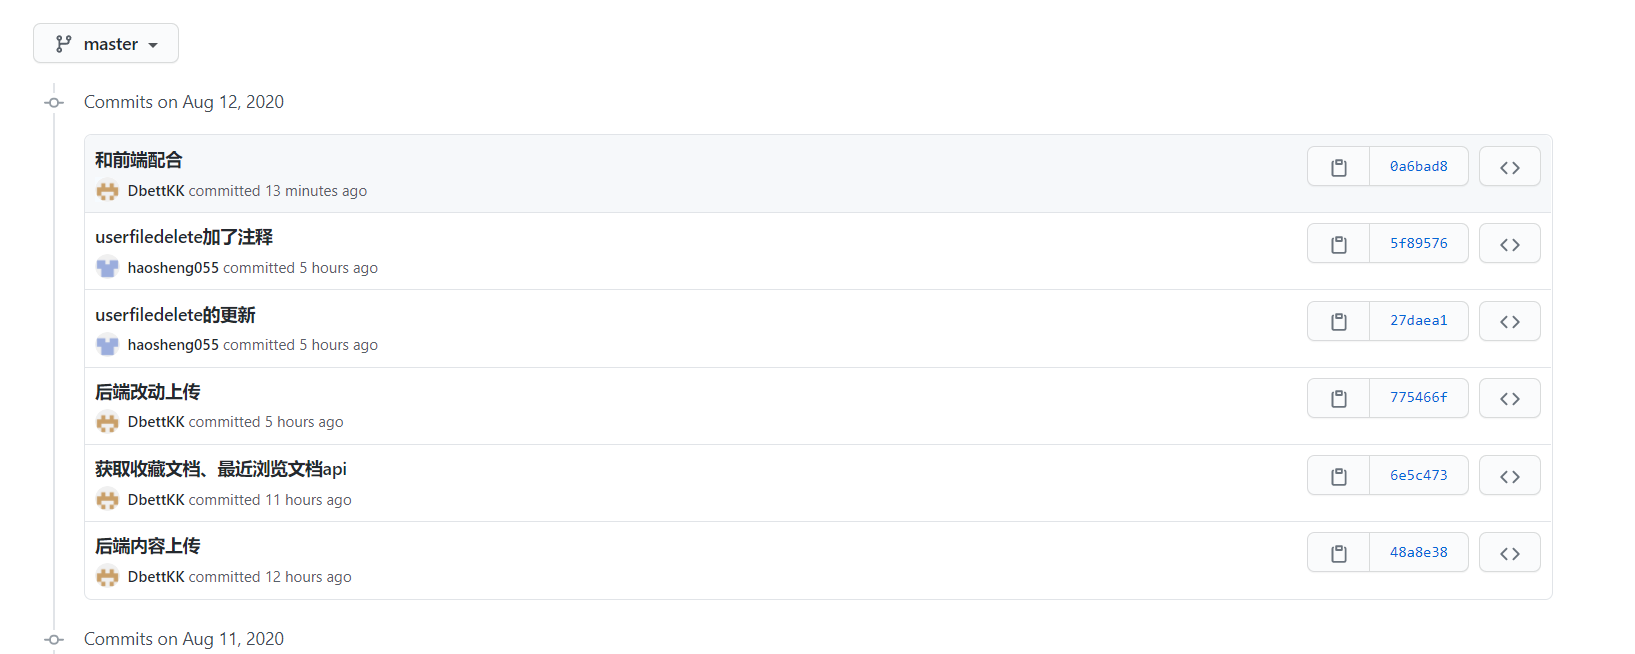 master
Commits on Aug 12, 2020
和前端配合
0a6bad8
DbettKK committed 13 minutes ago
userfiledelete加了注释
5f89576
haosheng055 committed 5 hours ago
userfiledelete的更新
27daea1
haosheng055 committed 5 hours ago
后端改动上传
775466f
DbettKK committed 5 hours ago
获取收藏文档、最近浏览文档api
6e5c473
DbettKK committed 11 hours ago
后端内容上传
48a8e38
DbettKK committed 12 hours ago
Commits on Aug 11, 2020